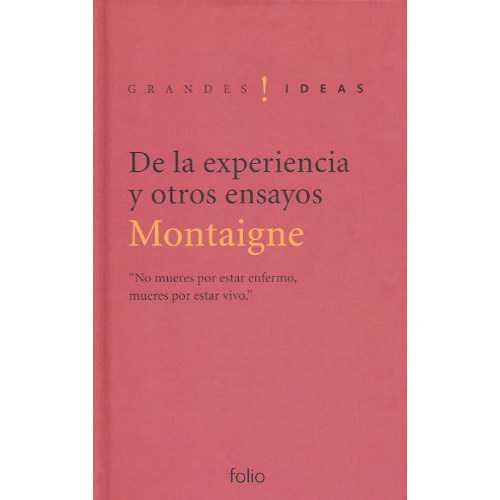 GRANDES ! IDEAS
De la experiencia
y otros ensayos
Montaigne
“No mueres por estar enfermo,
mueres por estar vivo.”
folio